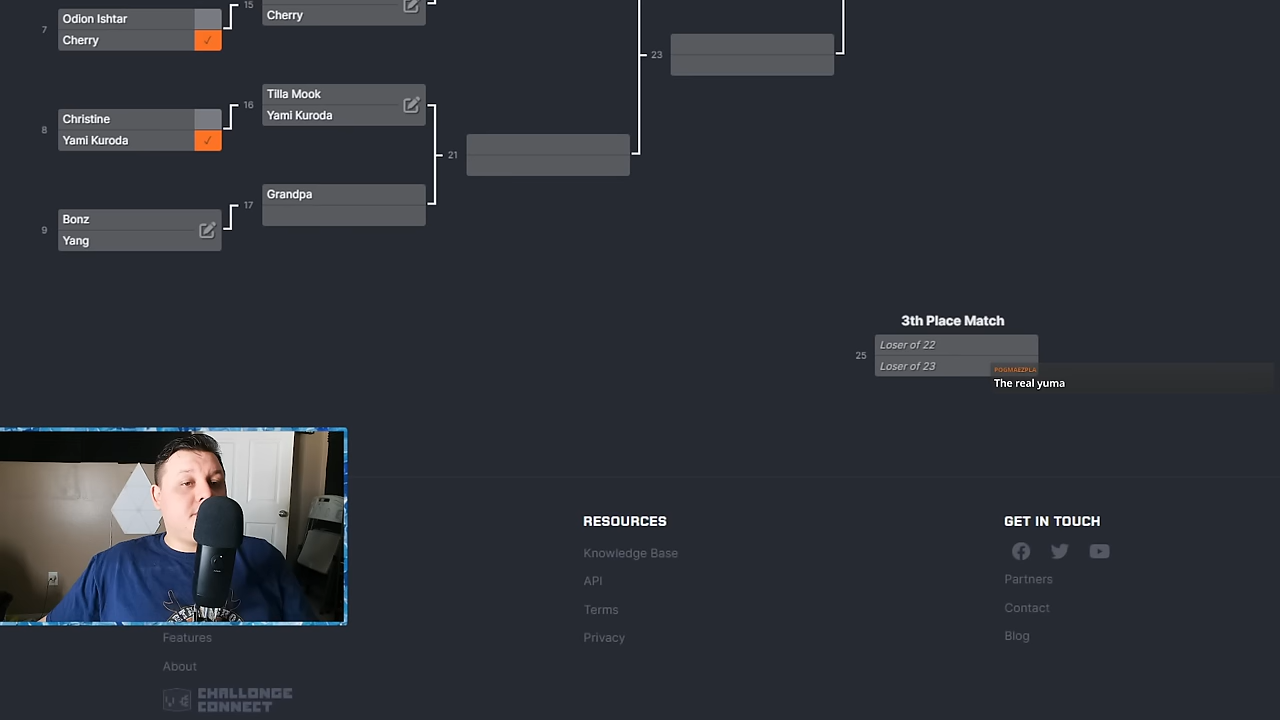 15
Cherry
7
Odion Ishtar
Cherry
23
16
Tilla Mook
Yami Kuroda
8
Christine
Yami Kuroda
21
17
Grandpa
9
Bonz
Yang
3th Place Match
25
Loser of 22
Loser of 23
POGMAEZPLA
The real yuma
RESOURCES
Knowledge Base
API
Terms
Privacy
GET IN TOUCH
Partners
Contact
Blog
Features
About
CHALLONGE
CONNECT